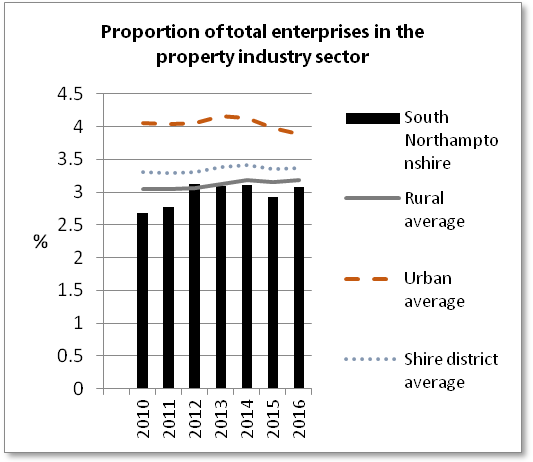 Proportion of total enterprises in the
property industry sector
4.5
4
3.5
3
2.5
2
1.5
1
0.5
0
%
2010
2011
2012
2013
2014
2015
2016
South
Northampto
nshire
Rural
average
Urban
average
Shire district
average